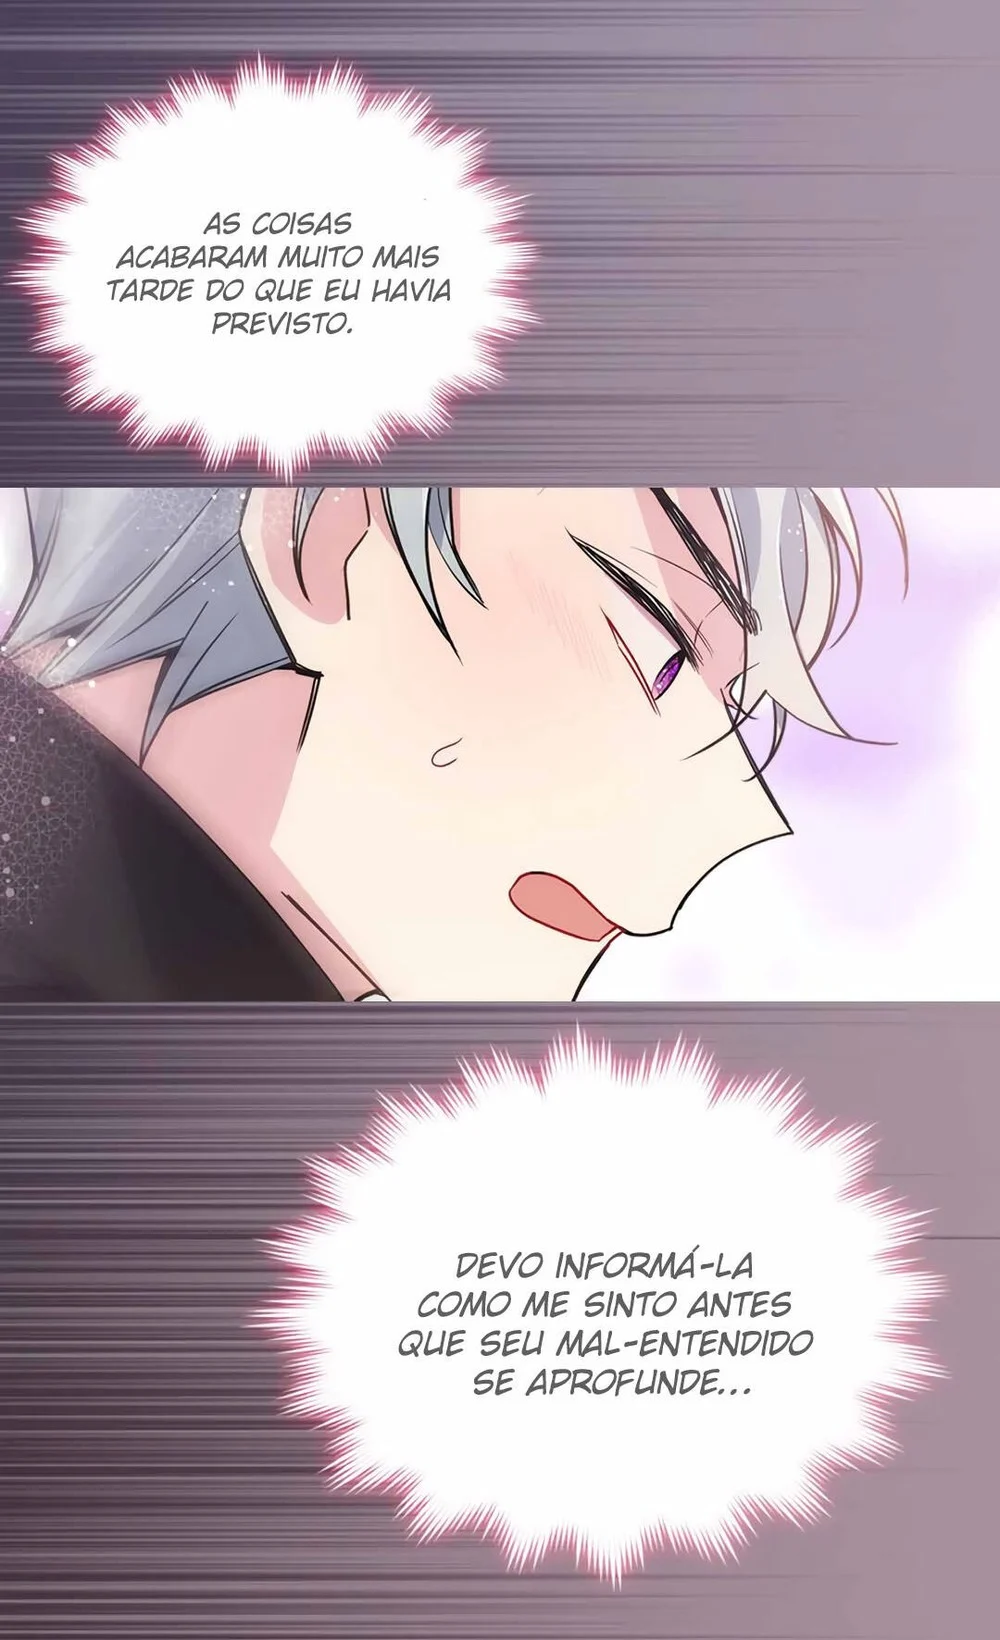 AS COISAS
ACABARAM MUITO MAIS
TARDE DO QUE EU HAVIA
PREVISTO.
DEVO INFORMÁ-LA
COMO ME SINTO ANTES
QUE SEU MAL-ENTENDIDO
SE APROFUNDE...